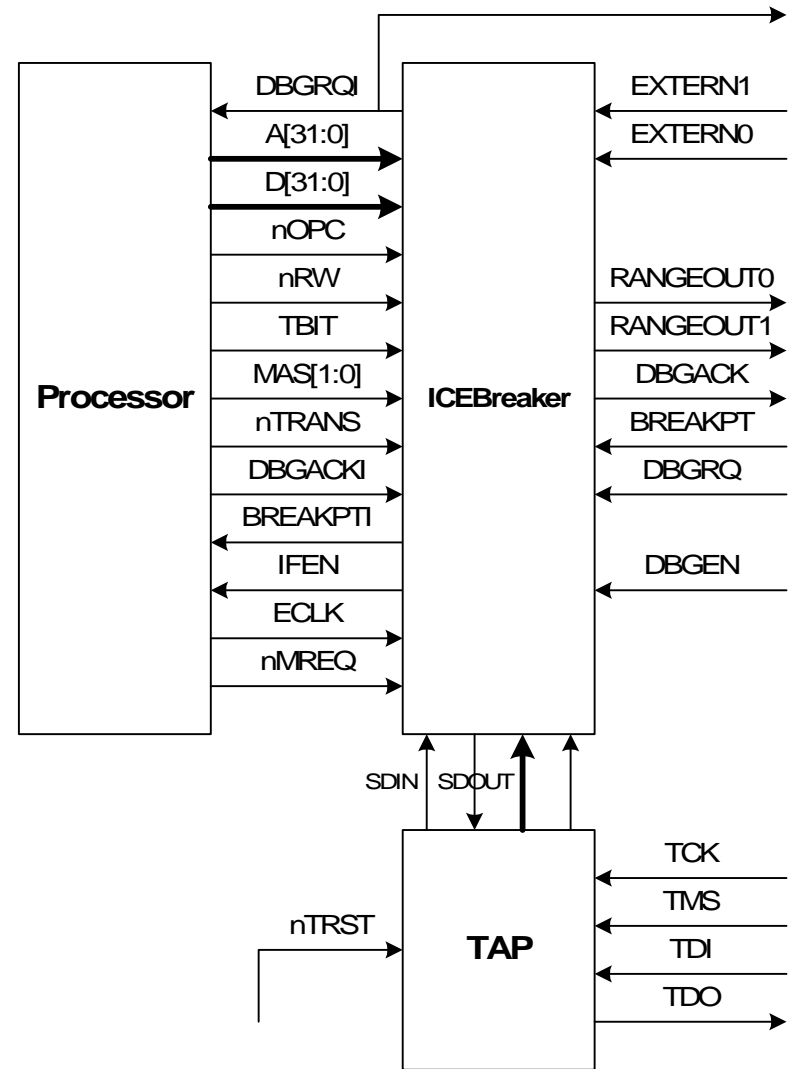 DBGRQI
EXTERN1
A[31:0]
EXTERN0
D[31:0]
nOPC
nRW
RANGEOUT0
TBIT
RANGEOUT1
MAS[1:0]
DBGACK
Processor
ICEBreaker
nTRANS
BREAKPT
DBGACKI
DBGRQ
BREAKPTI
IFEN
DBGEN
ECLK
nMREQ
SDIN
SDOUT
TCK
TMS
nTRST
TAP
TDI
TDO